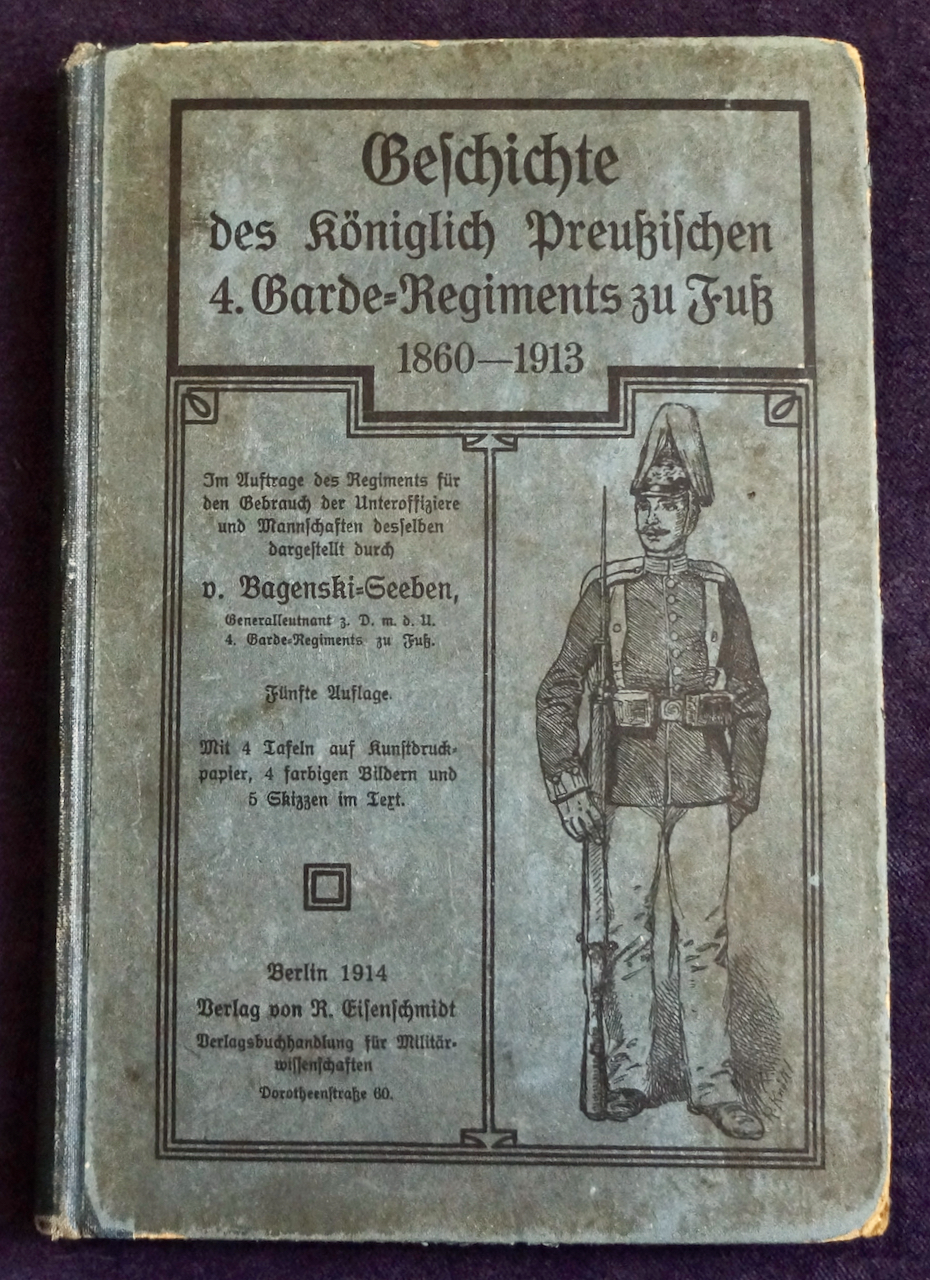 Geſchichte
des Königlich Preußiſchen
4. Garde=Regiments zu Fuß
1860—1913
Im Auftrage des Regiments für
den Gebrauch der Unteroffiziere
und Mannſchaften desſelben
dargeſtellt durch
v. Bagenski=Seeben,
Generalleutnant z. D. m. d. U.
4. Garde=Regiments zu Fuß.
Fünfte Auflage.
Mit 4 Tafeln auf Kunſtdruck=
papier, 4 farbigen Bildern und
5 Skizzen im Text.
Berlin 1914
Verlag von R. Eiſenſchmidt
Verlagsbuchhandlung für Militär=
wiſſenſchaften
Dorotheenſtraße 60.